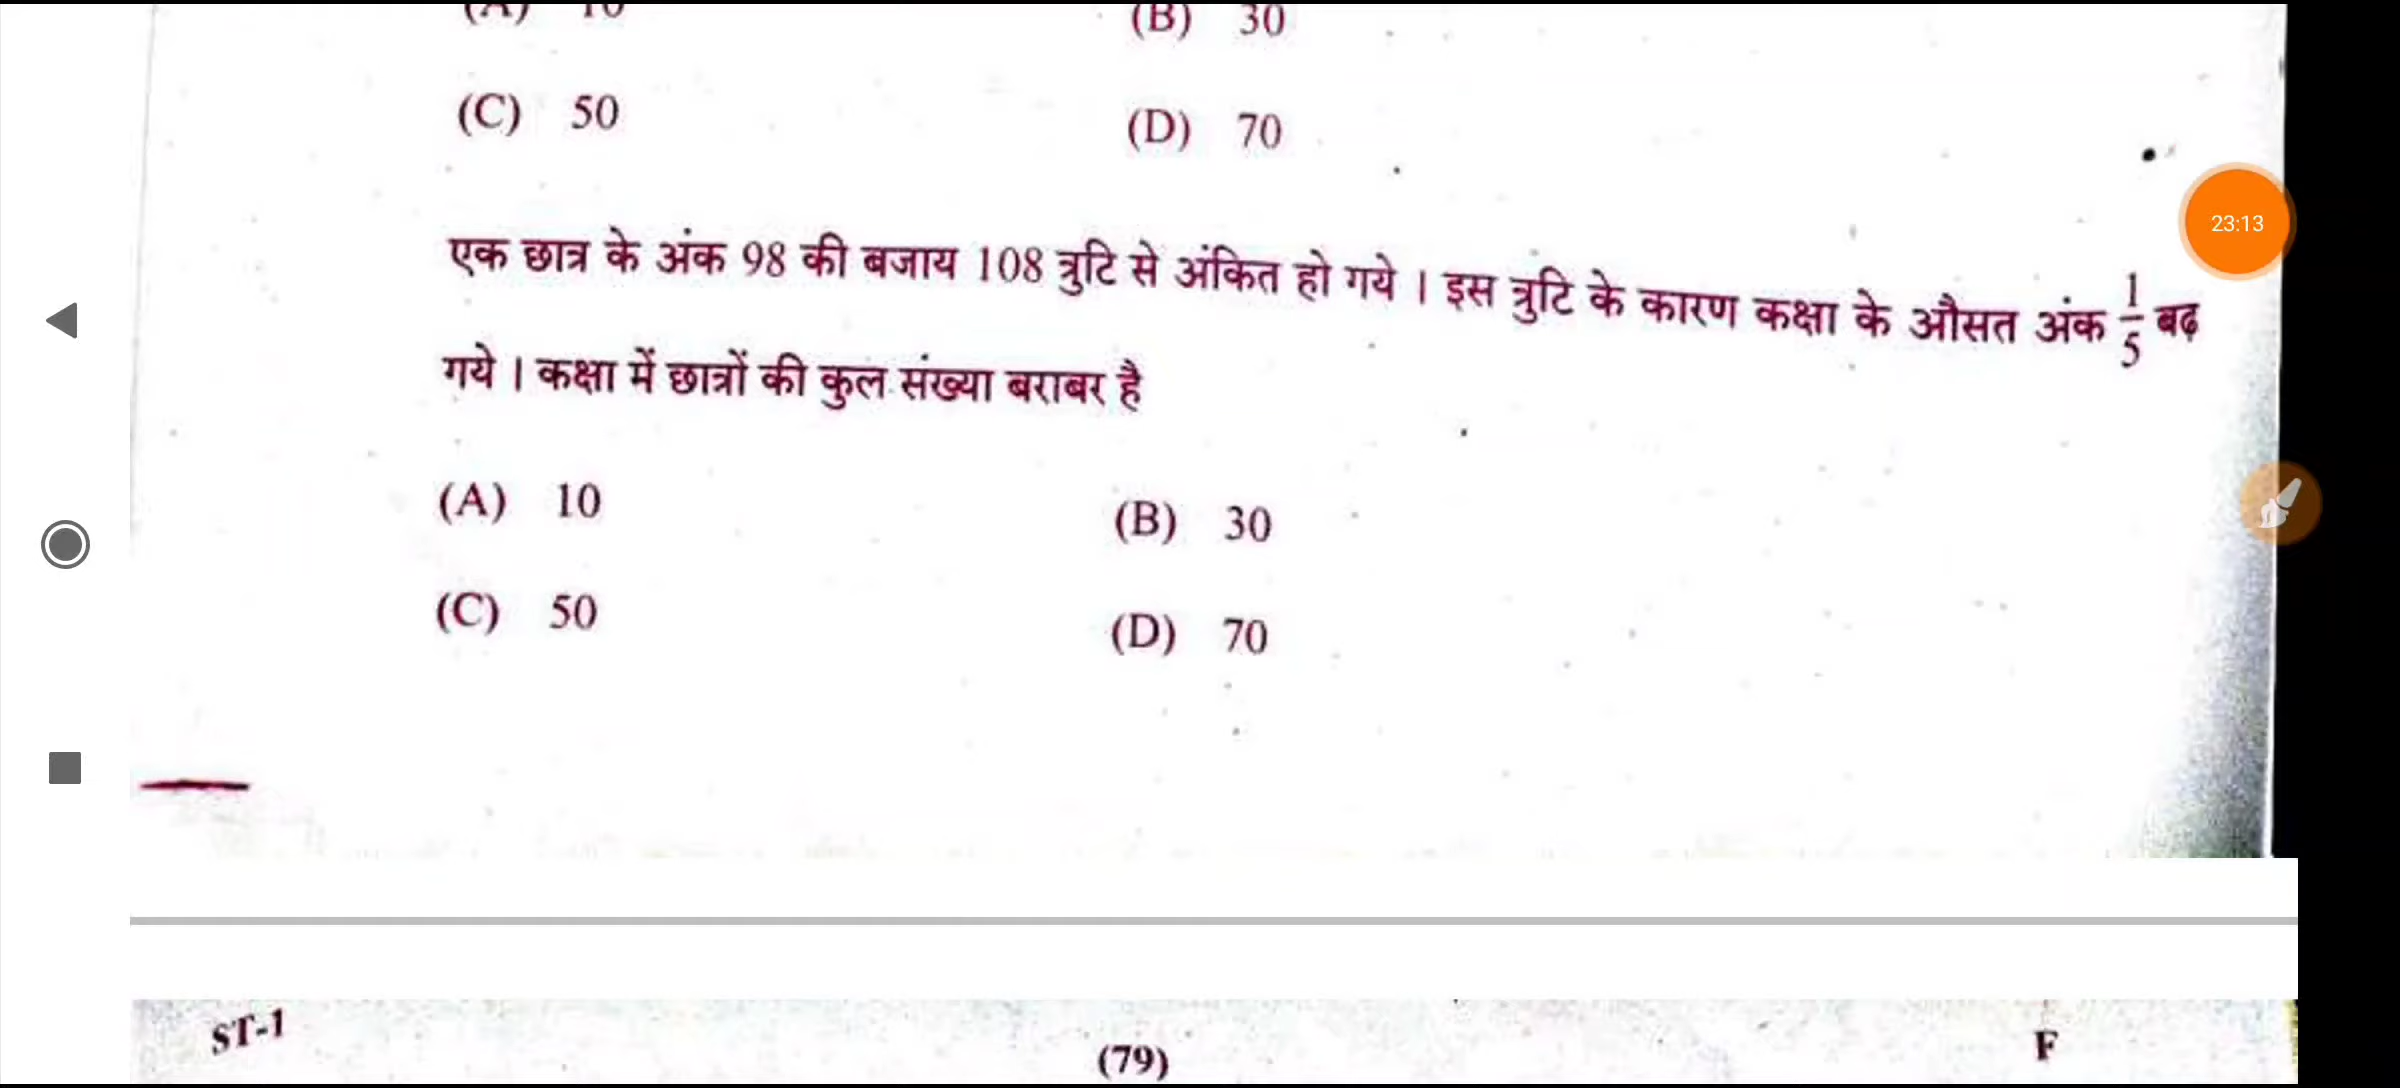 (A) 10 (B) 30
(C) 50 (D) 70
23:13
एक छात्र के अंक 98 की बजाय 108 त्रुटि से अंकित हो गये । इस त्रुटि के कारण कक्षा के औसत अंक 1/5 बढ़
गये । कक्षा में छात्रों की कुल संख्या बराबर है
(A) 10 (B) 30
(C) 50 (D) 70
ST-1 (79) F